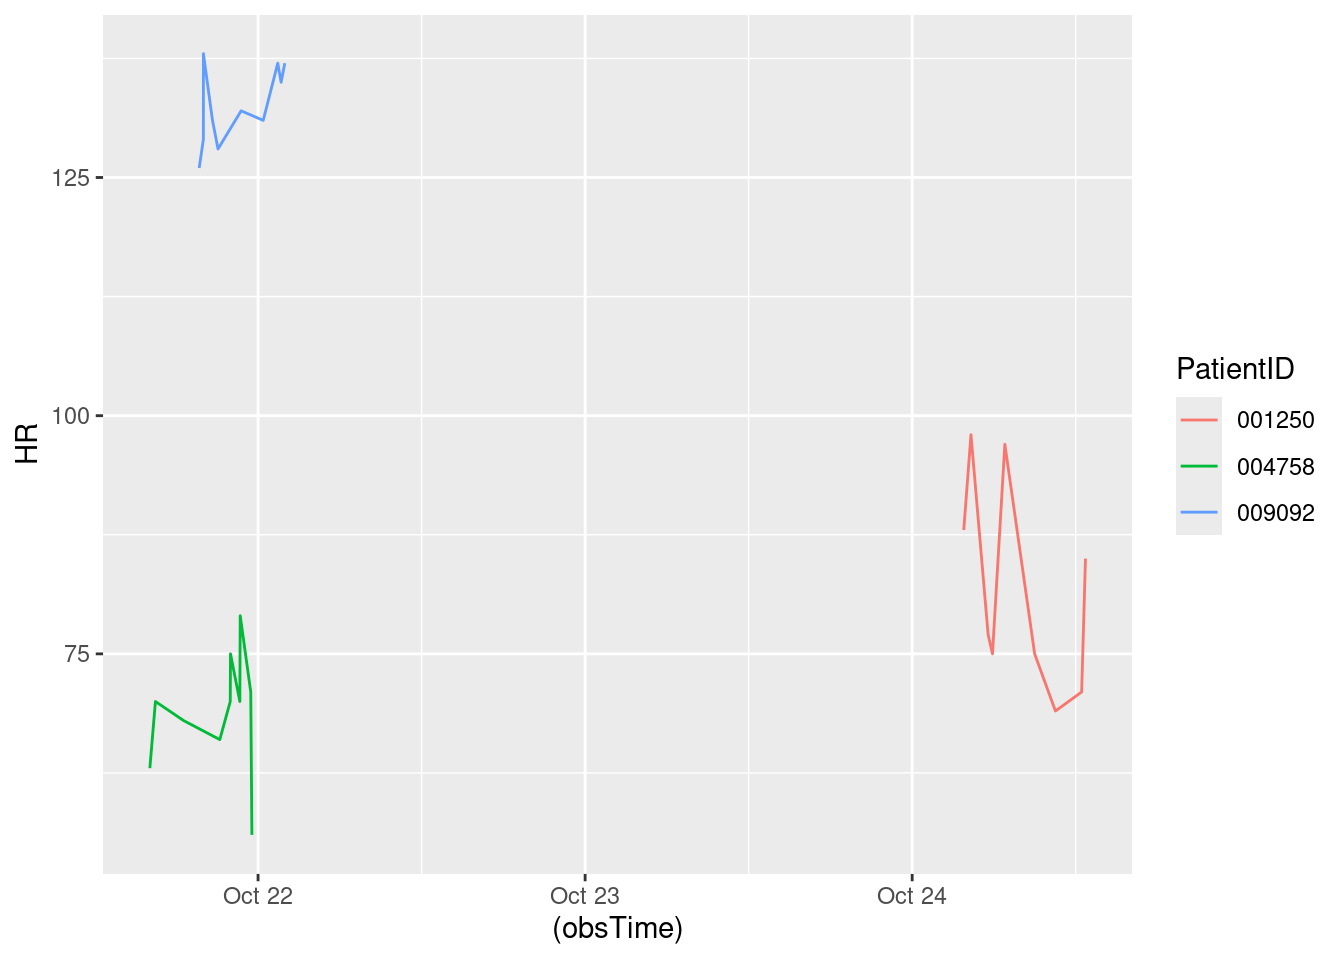 125
100
75
HR
Oct 22
Oct 23
Oct 24
(obsTime)
PatientID
001250
004758
009092